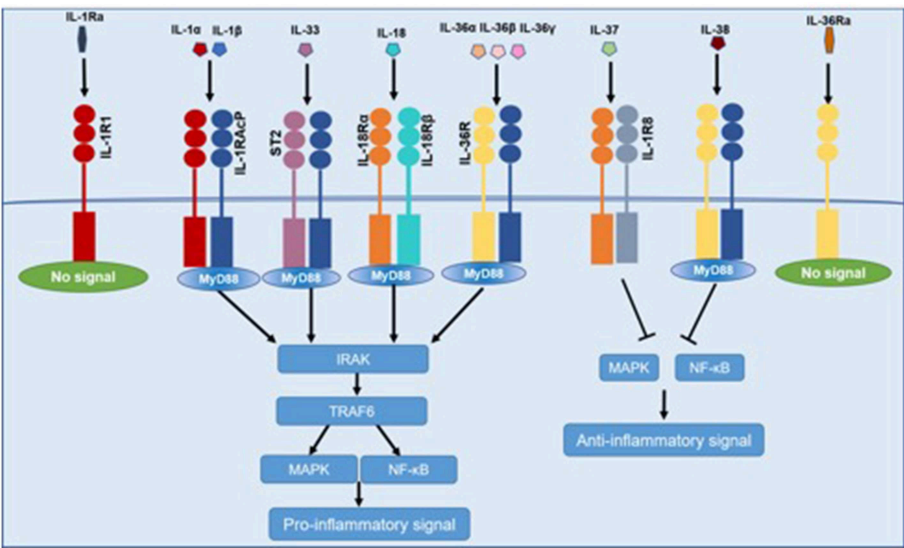 IL-1Ra
IL-1α IL-1β
IL-33
IL-18
IL-36α IL-36β IL-36γ
IL-37
IL-38
IL-36Ra
IL-1R1
IL-1RAcP
ST2
IL-18Rα
IL-18Rβ
IL-36R
IL-1R8
No signal
MyD88
MyD88
MyD88
MyD88
MyD88
No signal
IRAK
TRAF6
MAPK
NF-κB
Pro-inflammatory signal
MAPK
NF-κB
Anti-inflammatory signal